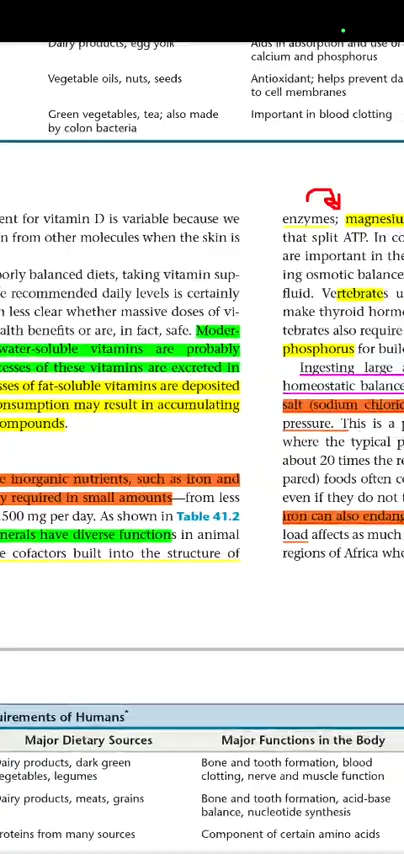 Dairy products, egg yolk
Aids in absorption and use of
calcium and phosphorus
Vegetable oils, nuts, seeds
Antioxidant; helps prevent da
to cell membranes
Green vegetables, tea; also made
by colon bacteria
Important in blood clotting
ent for vitamin D is variable because we
n from other molecules when the skin is
oorly balanced diets, taking vitamin sup-
e recommended daily levels is certainly
less clear whether massive doses of vi-
alth benefits or are, in fact, safe. Moder-
water-soluble vitamins are probably
cesses of these vitamins are excreted in
sses of fat-soluble vitamins are deposited
onsumption may result in accumulating
ompounds.
e inorganic nutrients, such as iron and
y required in small amounts—from less
,500 mg per day. As shown in Table 41.2
nerals have diverse functions in animal
e cofactors built into the structure of
enzymes; magnesiu
that split ATP. In co
are important in the
ing osmotic balance
fluid. Vertebrates u
make thyroid hormo
tebrates also require
phosphorus for buil
Ingesting large a
homeostatic balance
salt (sodium chlorid
pressure. This is a p
where the typical p
about 20 times the re
pared) foods often co
even if they do not t
iron can also endang
load affects as much
regions of Africa whe
uirements of Humans*
Major Dietary Sources
Major Functions in the Body
Dairy products, dark green
vegetables, legumes
Bone and tooth formation, blood
clotting, nerve and muscle function
Dairy products, meats, grains
Bone and tooth formation, acid-base
balance, nucleotide synthesis
Proteins from many sources
Component of certain amino acids